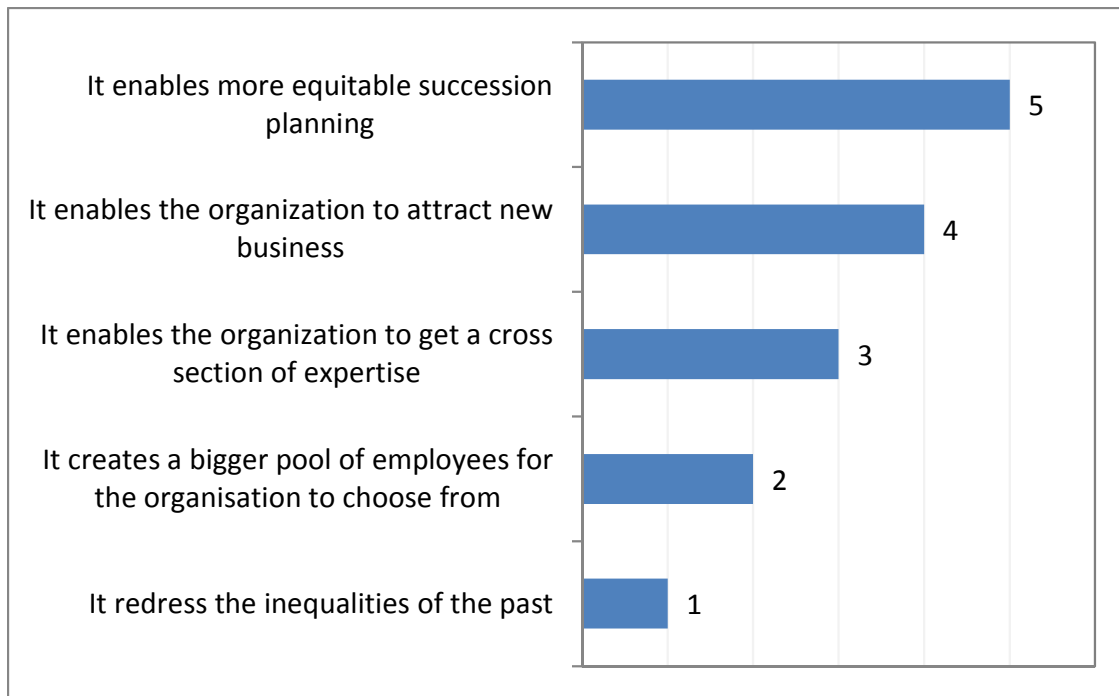 It enables more equitable succession
planning
5
It enables the organization to attract new
business
4
It enables the organization to get a cross
section of expertise
3
It creates a bigger pool of employees for
the organisation to choose from
2
It redress the inequalities of the past
1